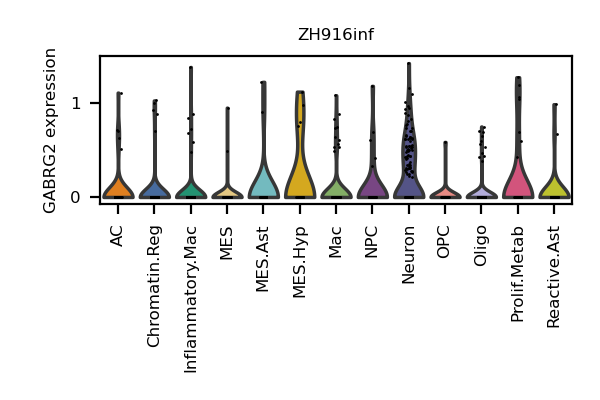 ZH916inf
GABRG2 expression
1
0
AC
Chromatin.Reg
Inflammatory.Mac
MES
MES.Ast
MES.Hyp
Mac
NPC
Neuron
OPC
Oligo
Prolif.Metab
Reactive.Ast